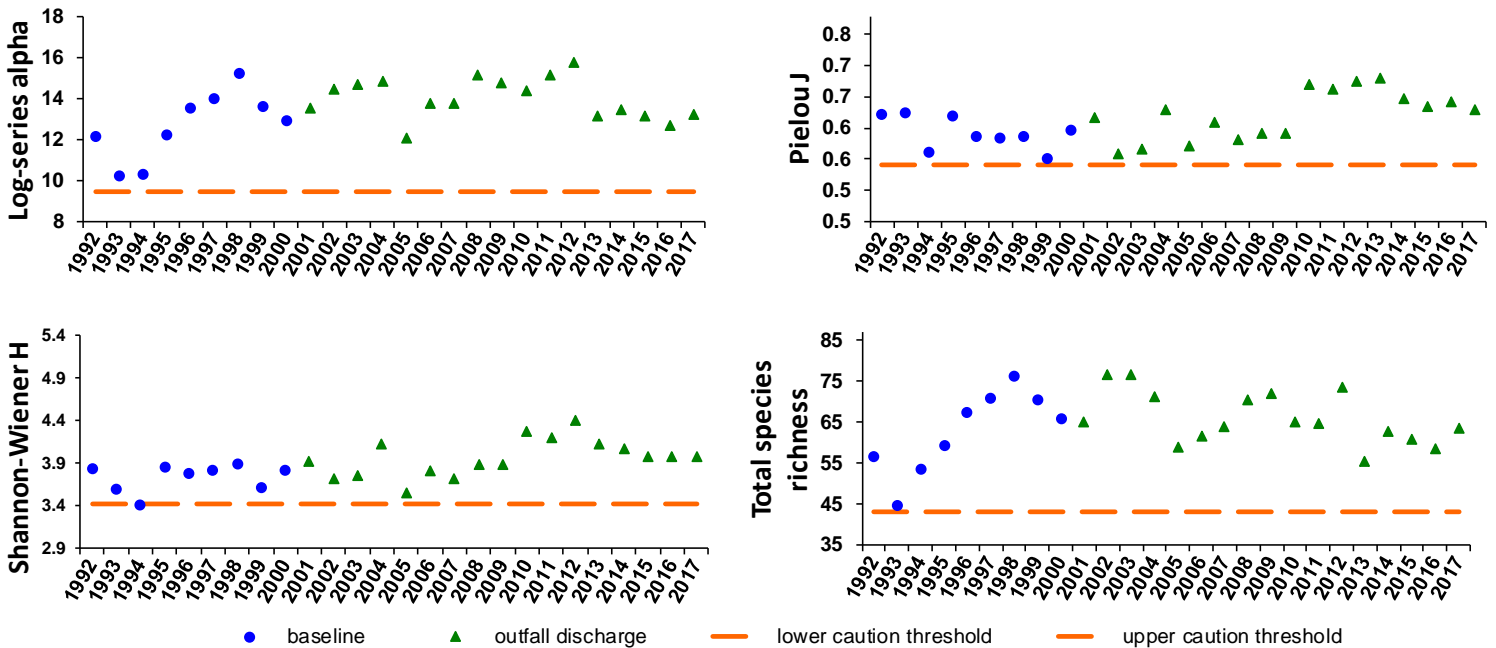 Log-series alpha
18
16
14
12
10
8
1992 1993 1994 1995 1996 1997 1998 1999 2000 2001 2002 2003 2004 2005 2006 2007 2008 2009 2010 2011 2012 2013 2014 2015 2016 2017
Pielou J
0.8
0.7
0.7
0.6
0.6
0.5
0.5
1992 1993 1994 1995 1996 1997 1998 1999 2000 2001 2002 2003 2004 2005 2006 2007 2008 2009 2010 2011 2012 2013 2014 2015 2016 2017
Shannon-Wiener H
5.4
4.9
4.4
3.9
3.4
2.9
1992 1993 1994 1995 1996 1997 1998 1999 2000 2001 2002 2003 2004 2005 2006 2007 2008 2009 2010 2011 2012 2013 2014 2015 2016 2017
Total species
richness
85
75
65
55
45
35
1992 1993 1994 1995 1996 1997 1998 1999 2000 2001 2002 2003 2004 2005 2006 2007 2008 2009 2010 2011 2012 2013 2014 2015 2016 2017
baseline outfall discharge lower caution threshold upper caution threshold